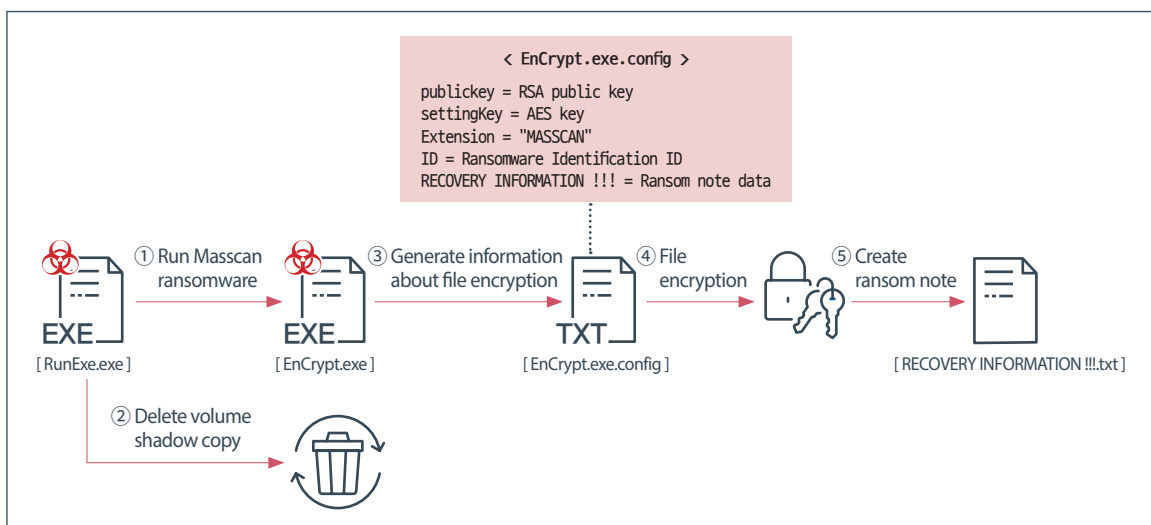 < EnCrypt.exe.config >
publickey = RSA public key
settingKey = AES key
Extension = "MASSCAN"
ID = Ransomware Identification ID
RECOVERY INFORMATION !!! = Ransom note data
① Run Masscan
ransomware
③ Generate information
about file encryption
④ File
encryption
⑤ Create
ransom note
EXE
EXE
TXT
[ RunExe.exe ]
[ EnCrypt.exe ]
[ EnCrypt.exe.config ]
[ RECOVERY INFORMATION !!!.txt ]
② Delete volume
shadow copy